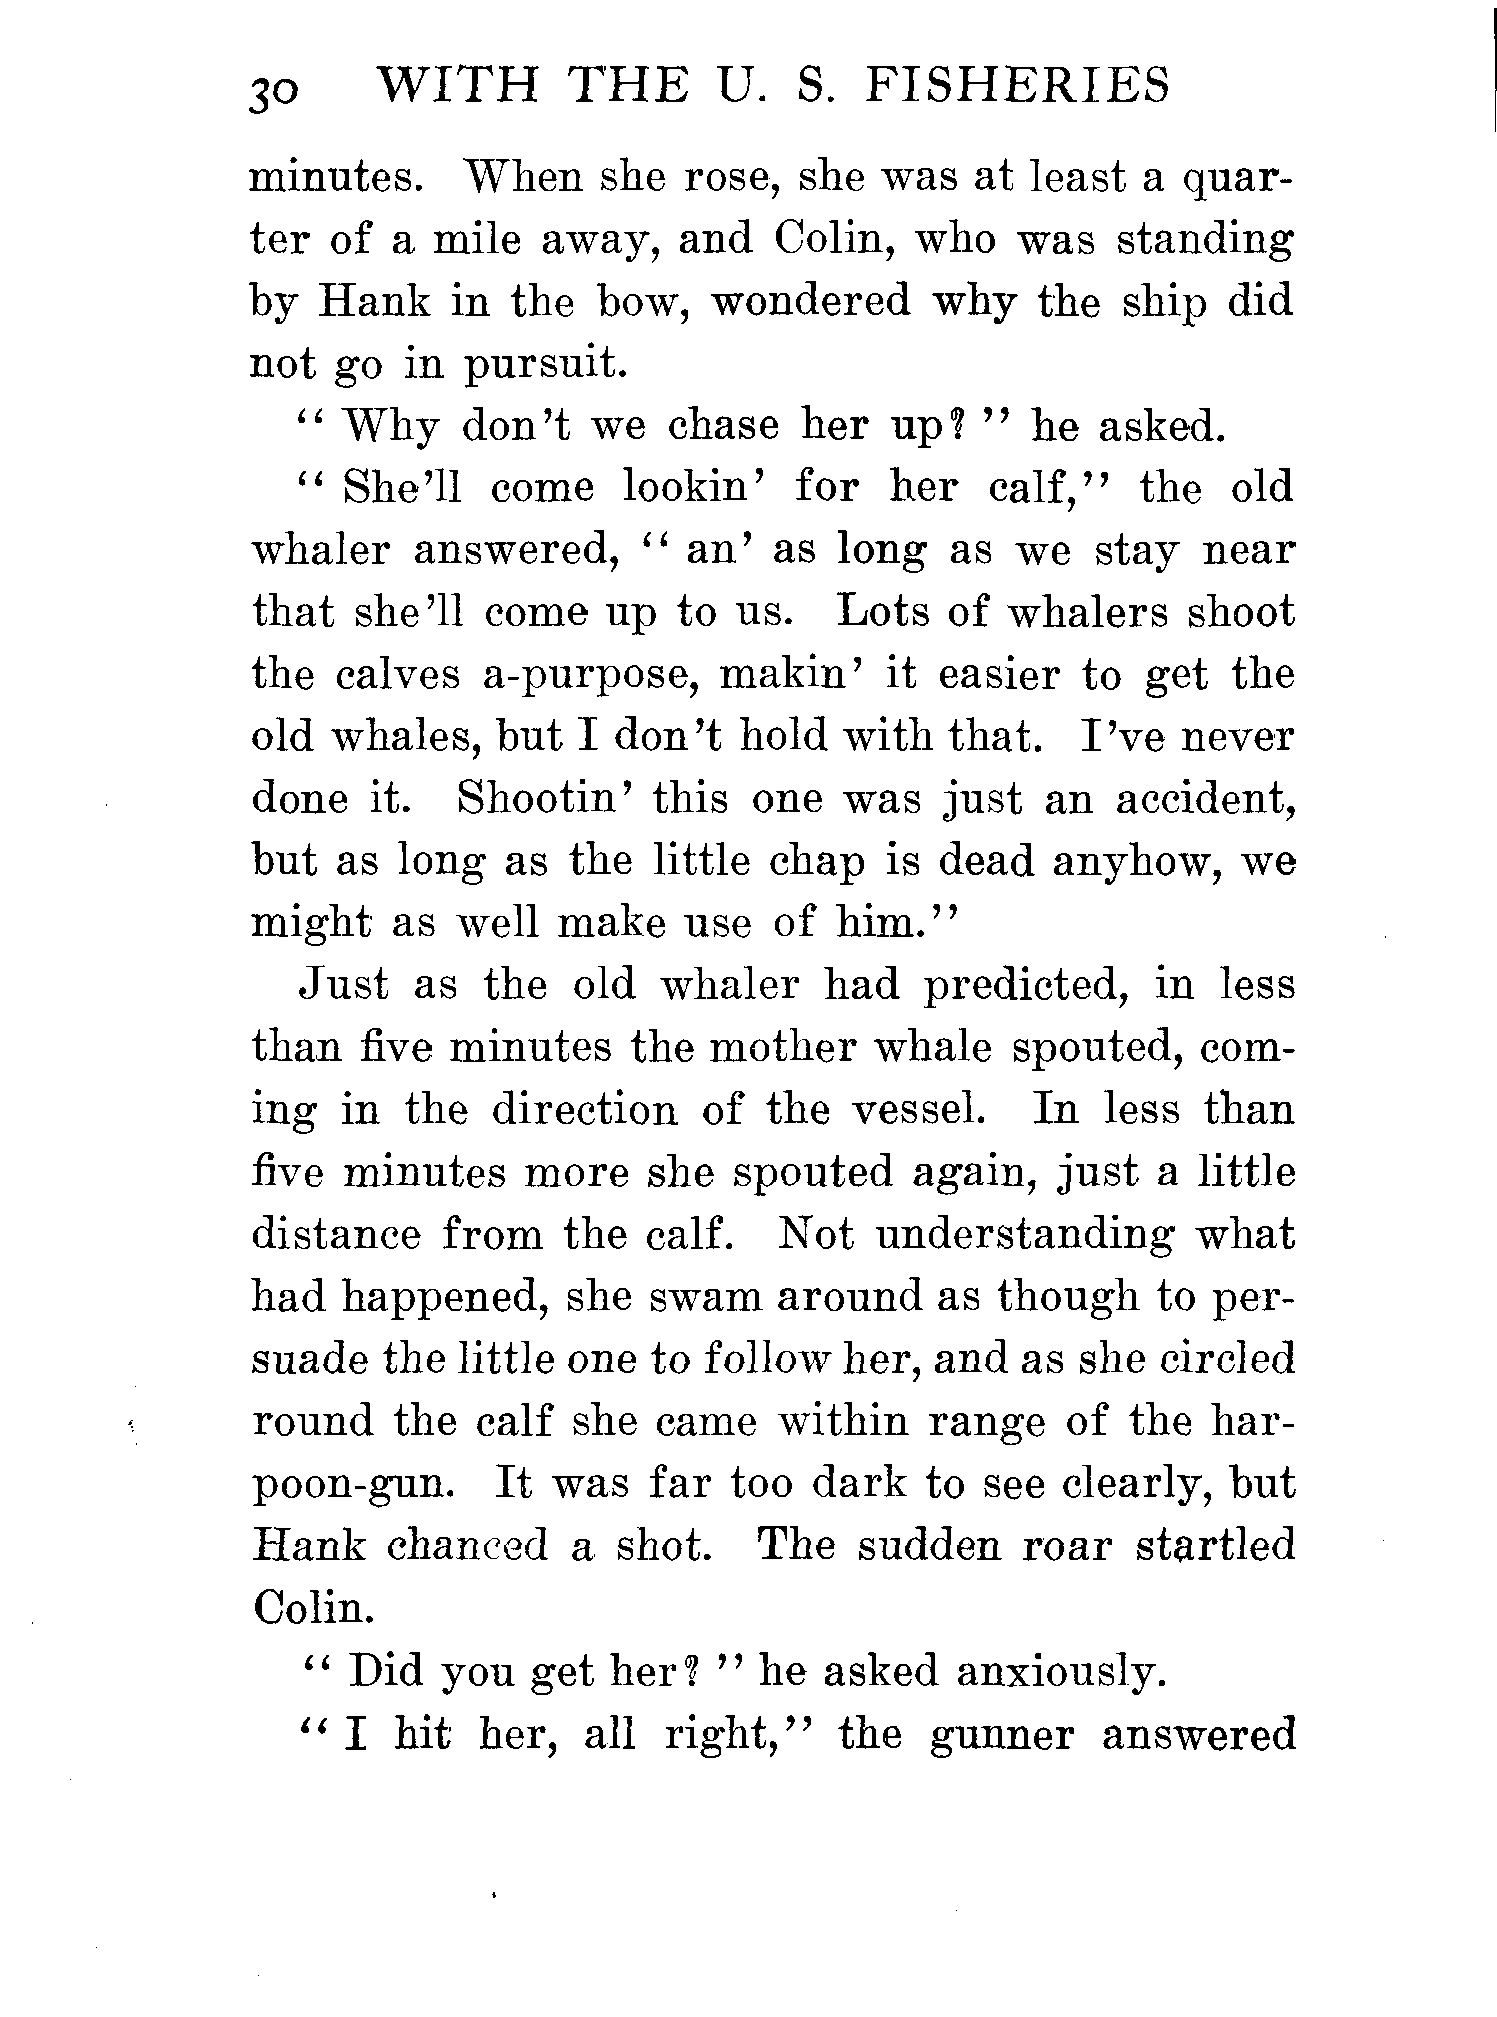 30 WITH THE U. S. FISHERIES
minutes. When she rose, she was at least a quar-
ter of a mile away, and Colin, who was standing
by Hank in the bow, wondered why the ship did
not go in pursuit.
“ Why don't we chase her up? ” he asked.
“ She'll come lookin' for her calf,” the old
whaler answered, “ an' as long as we stay near
that she'll come up to us. Lots of whalers shoot
the calves a-purpose, makin' it easier to get the
old whales, but I don't hold with that. I've never
done it. Shootin' this one was just an accident,
but as long as the little chap is dead anyhow, we
might as well make use of him.”
Just as the old whaler had predicted, in less
than five minutes the mother whale spouted, com-
ing in the direction of the vessel. In less than
five minutes more she spouted again, just a little
distance from the calf. Not understanding what
had happened, she swam around as though to per-
suade the little one to follow her, and as she circled
round the calf she came within range of the har-
poon-gun. It was far too dark to see clearly, but
Hank chanced a shot. The sudden roar startled
Colin.
“ Did you get her? ” he asked anxiously.
“ I hit her, all right,” the gunner answered